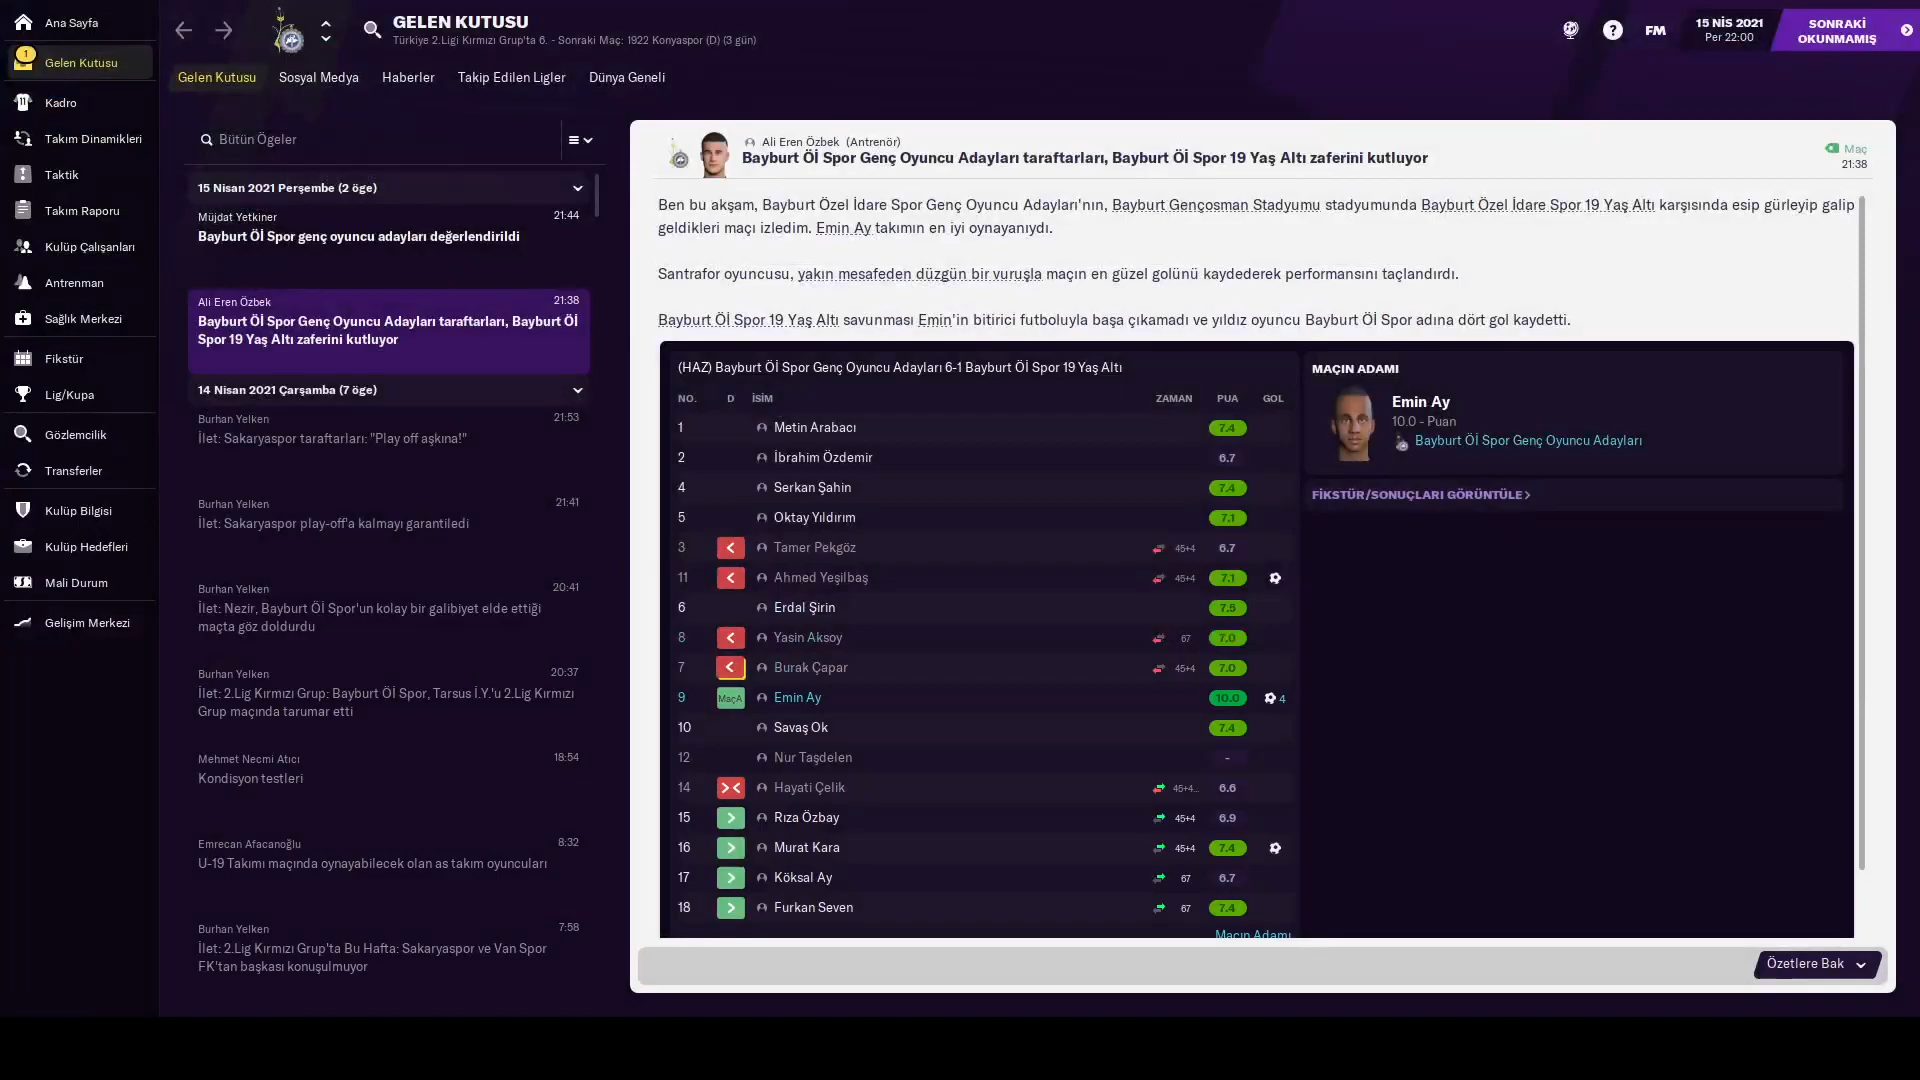 Ana Sayfa
1
Gelen Kutusu
Kadro
Takım Dinamikleri
Taktik
Takım Raporu
Kulüp Çalışanları
Antrenman
Sağlık Merkezi
Fikstür
Lig/Kupa
Gözlemcilik
Transferler
Kulüp Bilgisi
Kulüp Hedefleri
Mali Durum
Gelişim Merkezi
GELEN KUTUSU
Türkiye 2.Ligi Kırmızı Grup'ta 6. - Sonraki Maç: 1922 Konyaspor (D) (3 gün)
FM
15 NİS 2021
Per 22:00
SONRAKİ
OKUNMAMIŞ
Gelen Kutusu Sosyal Medya Haberler Takip Edilen Ligler Dünya Geneli
Bütün Ögeler
15 Nisan 2021 Perşembe (2 öge)
Müjdat Yetkiner 21:44
Bayburt Öİ Spor genç oyuncu adayları değerlendirildi
Ali Eren Özbek 21:38
Bayburt Öİ Spor Genç Oyuncu Adayları taraftarları, Bayburt Öİ
Spor 19 Yaş Altı zaferini kutluyor
14 Nisan 2021 Çarşamba (7 öge)
Burhan Yelken 21:53
İlet: Sakaryaspor taraftarları: "Play off aşkına!"
Burhan Yelken 21:41
İlet: Sakaryaspor play-off'a kalmayı garantiledi
Burhan Yelken 20:41
İlet: Nezir, Bayburt Öİ Spor'un kolay bir galibiyet elde ettiği
maçta göz doldurdu
Burhan Yelken 20:37
İlet: 2.Lig Kırmızı Grup: Bayburt Öİ Spor, Tarsus İ.Y.'u 2.Lig Kırmızı
Grup maçında tarumar etti
Mehmet Necmi Atıcı 18:54
Kondisyon testleri
Emrecan Afacanoğlu 8:32
U-19 Takımı maçında oynayabilecek olan as takım oyuncuları
Burhan Yelken 7:58
İlet: 2.Lig Kırmızı Grup'ta Bu Hafta: Sakaryaspor ve Van Spor
FK'tan başkası konuşulmuyor
Ali Eren Özbek (Antrenör)
Bayburt Öİ Spor Genç Oyuncu Adayları taraftarları, Bayburt Öİ Spor 19 Yaş Altı zaferini kutluyor
Maç
21:38
Ben bu akşam, Bayburt Özel İdare Spor Genç Oyuncu Adayları'nın, Bayburt Gençosman Stadyumu stadyumunda Bayburt Özel İdare Spor 19 Yaş Altı karşısında esip gürleyip galip
geldikleri maçı izledim. Emin Ay takımın en iyi oynayanıydı.
Santrafor oyuncusu, yakın mesafeden düzgün bir vuruşla maçın en güzel golünü kaydederek performansını taçlandırdı.
Bayburt Öİ Spor 19 Yaş Altı savunması Emin'in bitirici futboluyla başa çıkamadı ve yıldız oyuncu Bayburt Öİ Spor adına dört gol kaydetti.
(HAZ) Bayburt Öİ Spor Genç Oyuncu Adayları 6-1 Bayburt Öİ Spor 19 Yaş Altı
NO. D İSİM ZAMAN PUA GOL
1 Metin Arabacı 7.4
2 İbrahim Özdemir 6.7
4 Serkan Şahin 7.4
5 Oktay Yıldırım 7.1
3 Tamer Pekgöz 45+4 6.7
11 Ahmed Yeşilbaş 45+4 7.1
6 Erdal Şirin 7.5
8 Yasin Aksoy 67 7.0
7 Burak Çapar 45+4 7.0
9 MaçA Emin Ay 10.0 4
10 Savaş Ok 7.4
12 Nur Taşdelen -
14 Hayati Çelik 45+4... 6.6
15 Rıza Özbay 45+4 6.9
16 Murat Kara 45+4 7.4
17 Köksal Ay 67 6.7
18 Furkan Seven 67 7.4
Maçın Adamı
MAÇIN ADAMI
Emin Ay
10.0 - Puan
Bayburt Öİ Spor Genç Oyuncu Adayları
FİKSTÜR/SONUÇLARI GÖRÜNTÜLE>
Özetlere Bak